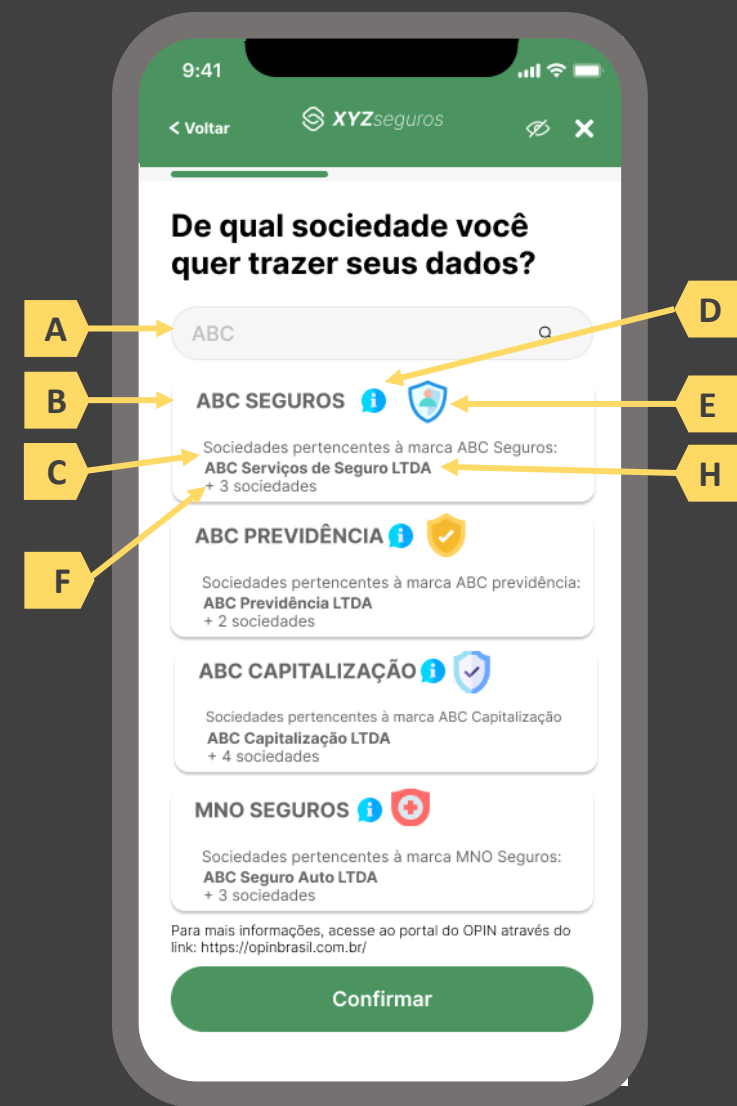 9:41
< Voltar
XYZseguros
De qual sociedade você
quer trazer seus dados?
A
ABC
D
B
ABC SEGUROS
E
C
Sociedades pertencentes à marca ABC Seguros:
ABC Serviços de Seguro LTDA
H
+ 3 sociedades
F
ABC PREVIDÊNCIA
Sociedades pertencentes à marca ABC previdência:
ABC Previdência LTDA
+ 2 sociedades
ABC CAPITALIZAÇÃO
Sociedades pertencentes à marca ABC Capitalização
ABC Capitalização LTDA
+ 4 sociedades
MNO SEGUROS
Sociedades pertencentes à marca MNO Seguros:
ABC Seguro Auto LTDA
+ 3 sociedades
Para mais informações, acesse ao portal do OPIN através do
link: https://opinbrasil.com.br/
Confirmar